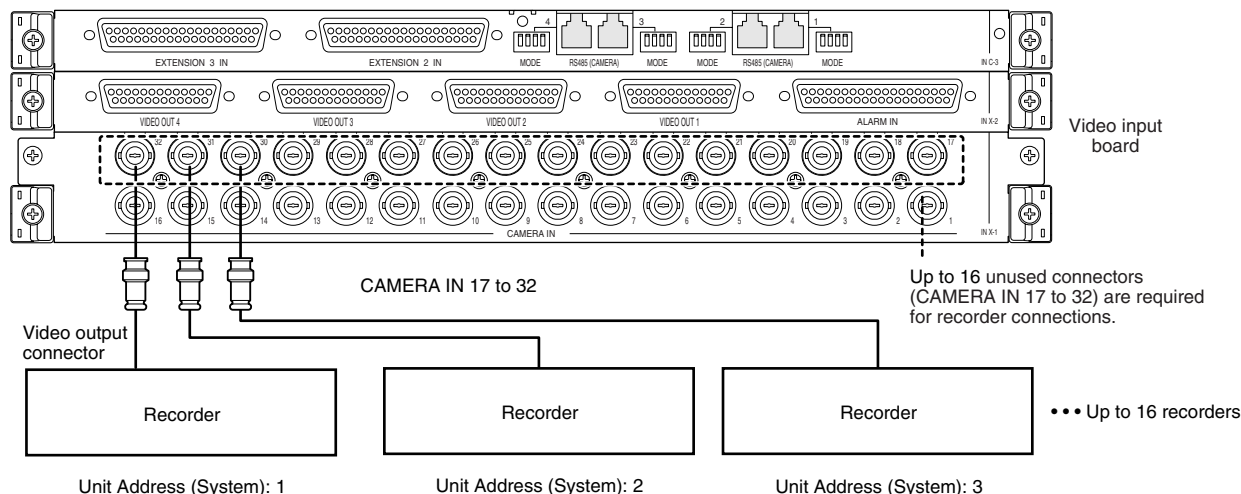 4 3 2 1
EXTENSION 3 IN EXTENSION 2 IN MODE RS485 (CAMERA) MODE MODE RS485 (CAMERA) MODE IN C-3
VIDEO OUT 4 VIDEO OUT 3 VIDEO OUT 2 VIDEO OUT 1 ALARM IN IN X-2
Video input
board
32 31 30 29 28 27 26 25 24 23 22 21 20 19 18 17
16 15 14 13 12 11 10 9 8 7 6 5 4 3 2 1
CAMERA IN IN X-1
CAMERA IN 17 to 32
Up to 16 unused connectors
(CAMERA IN 17 to 32) are required
for recorder connections.
Video output
connector
Recorder Recorder Recorder ••• Up to 16 recorders
Unit Address (System): 1 Unit Address (System): 2 Unit Address (System): 3